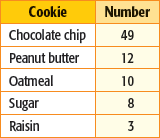 Cookie Number
Chocolate chip 49
Peanut butter 12
Oatmeal 10
Sugar 8
Raisin 3